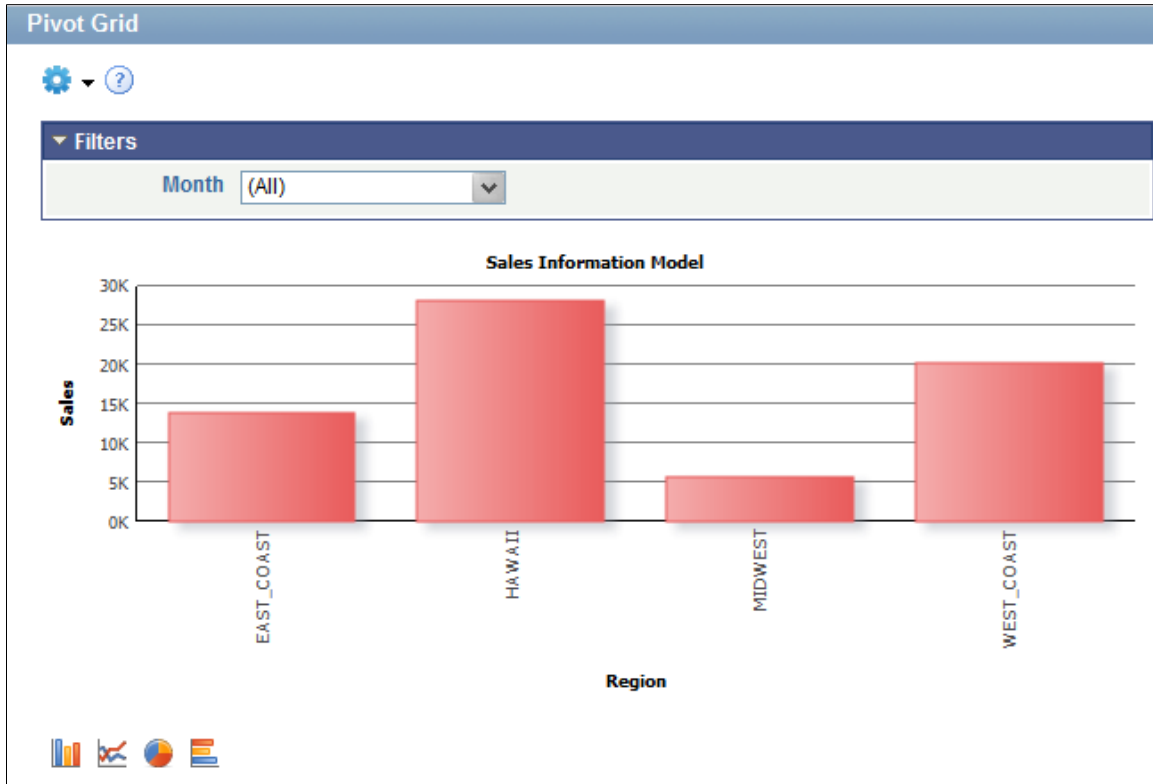 Pivot Grid
?
Filters
Month (All)
Sales Information Model
30K
25K
20K
15K
10K
5K
0K
Sales
EAST_COAST
HAWAII
MIDWEST
WEST_COAST
Region